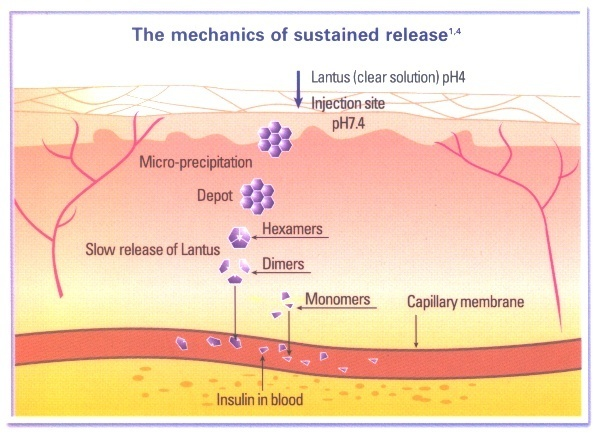 The mechanics of sustained release1,4
Lantus (clear solution) pH4
Injection site
pH7.4
Micro-precipitation
Depot
Hexamers
Slow release of Lantus
Dimers
Monomers
Capillary membrane
Insulin in blood